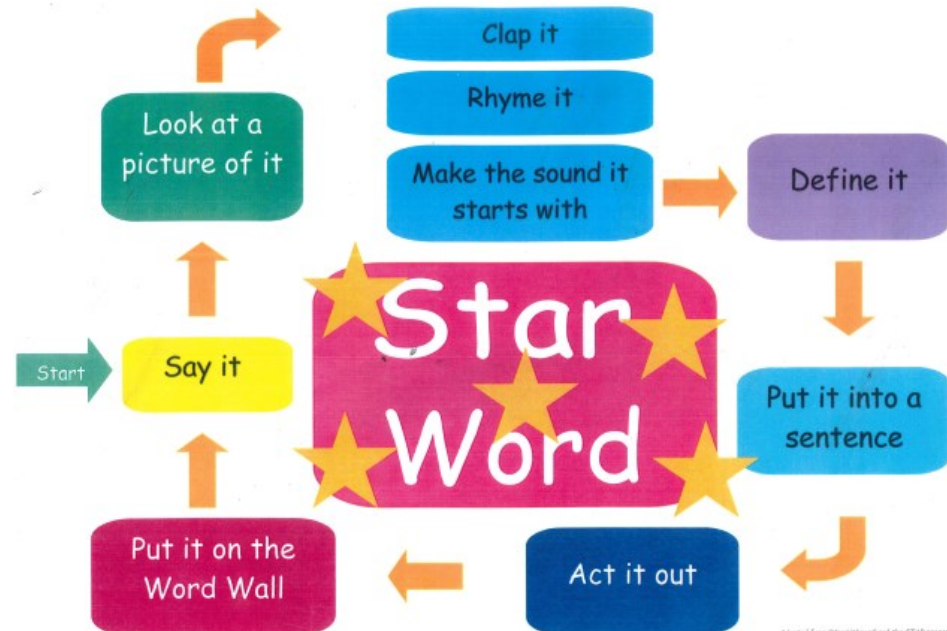 Start
Say it
Look at a
picture of it
Clap it
Rhyme it
Make the sound it
starts with
Define it
Put it into a
sentence
Act it out
Put it on the
Word Wall
Star
Word